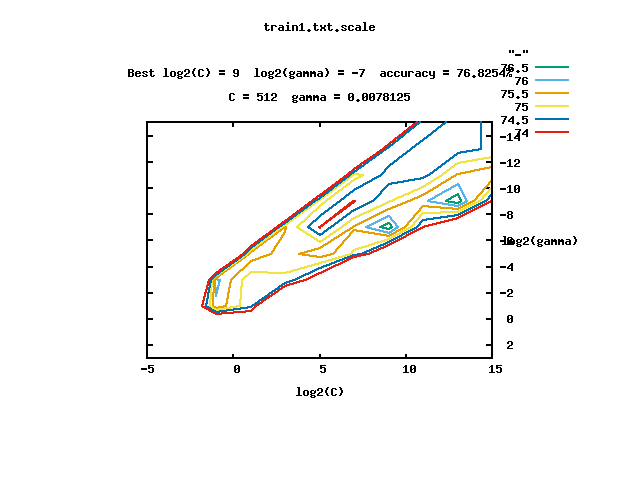 train1.txt.scale
"-"
Best log2(C) = 9  log2(gamma) = -7  accuracy = 76.8254%
76.5
76
C = 512  gamma = 0.0078125
75.5
75
74.5
74
-14
-12
-10
-8
-6
log2(gamma)
-4
-2
0
2
-5 0 5 10 15
log2(C)